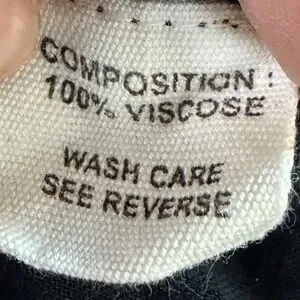 COMPOSITION :
100% VISCOSE
WASH CARE
SEE REVERSE